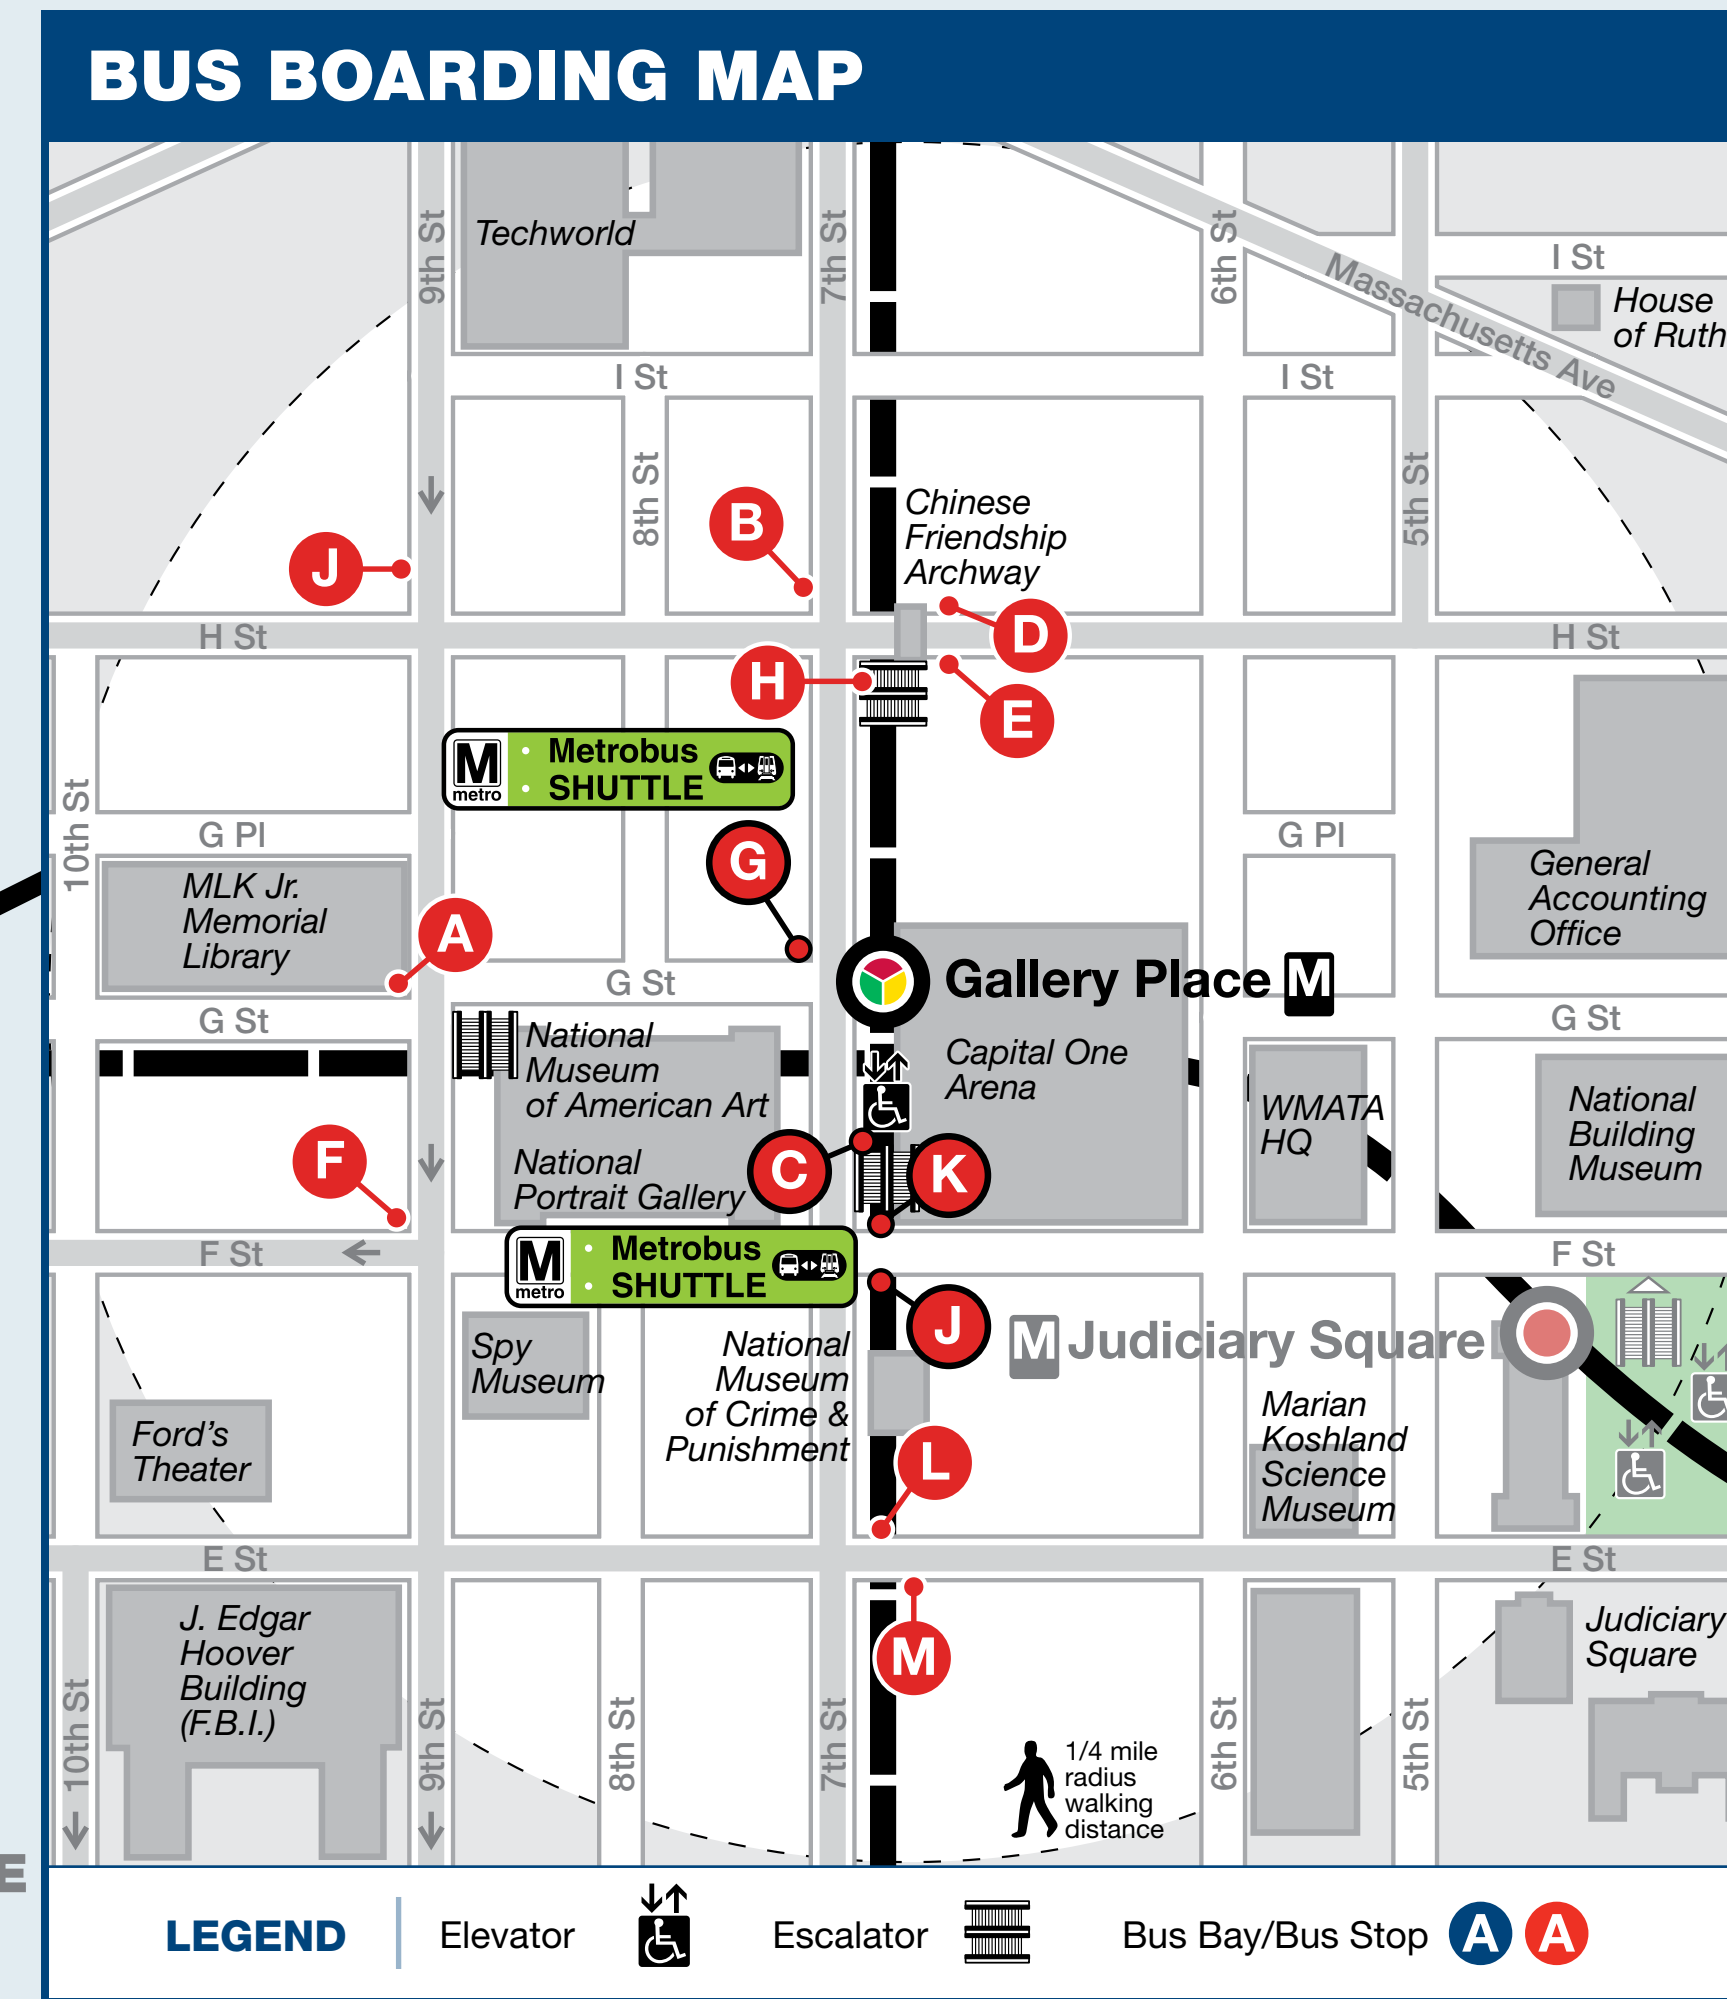 BUS BOARDING MAP
Techworld
9th St
7th St
6th St
I St
Massachusetts Ave
House
of Ruth
I St
I St
8th St
5th St
B
Chinese
Friendship
Archway
J
D
H St
H St
H
E
M
metro
Metrobus
SHUTTLE
10th St
G Pl
G Pl
G
MLK Jr.
Memorial
Library
A
General
Accounting
Office
G St
Gallery Place
M
G St
G St
National
Museum
of American Art
Capital One
Arena
WMATA
HQ
National
Building
Museum
F
National
Portrait Gallery
C
K
F St
M
metro
Metrobus
SHUTTLE
F St
J
M
Judiciary Square
Spy
Museum
National
Museum
of Crime &
Punishment
Marian
Koshland
Science
Museum
Ford's
Theater
L
E St
E St
J. Edgar
Hoover
Building
(F.B.I.)
M
Judiciary
Square
10th St
9th St
8th St
7th St
6th St
5th St
1/4 mile
radius
walking
distance
E
LEGEND
Elevator
Escalator
Bus Bay/Bus Stop
A
A